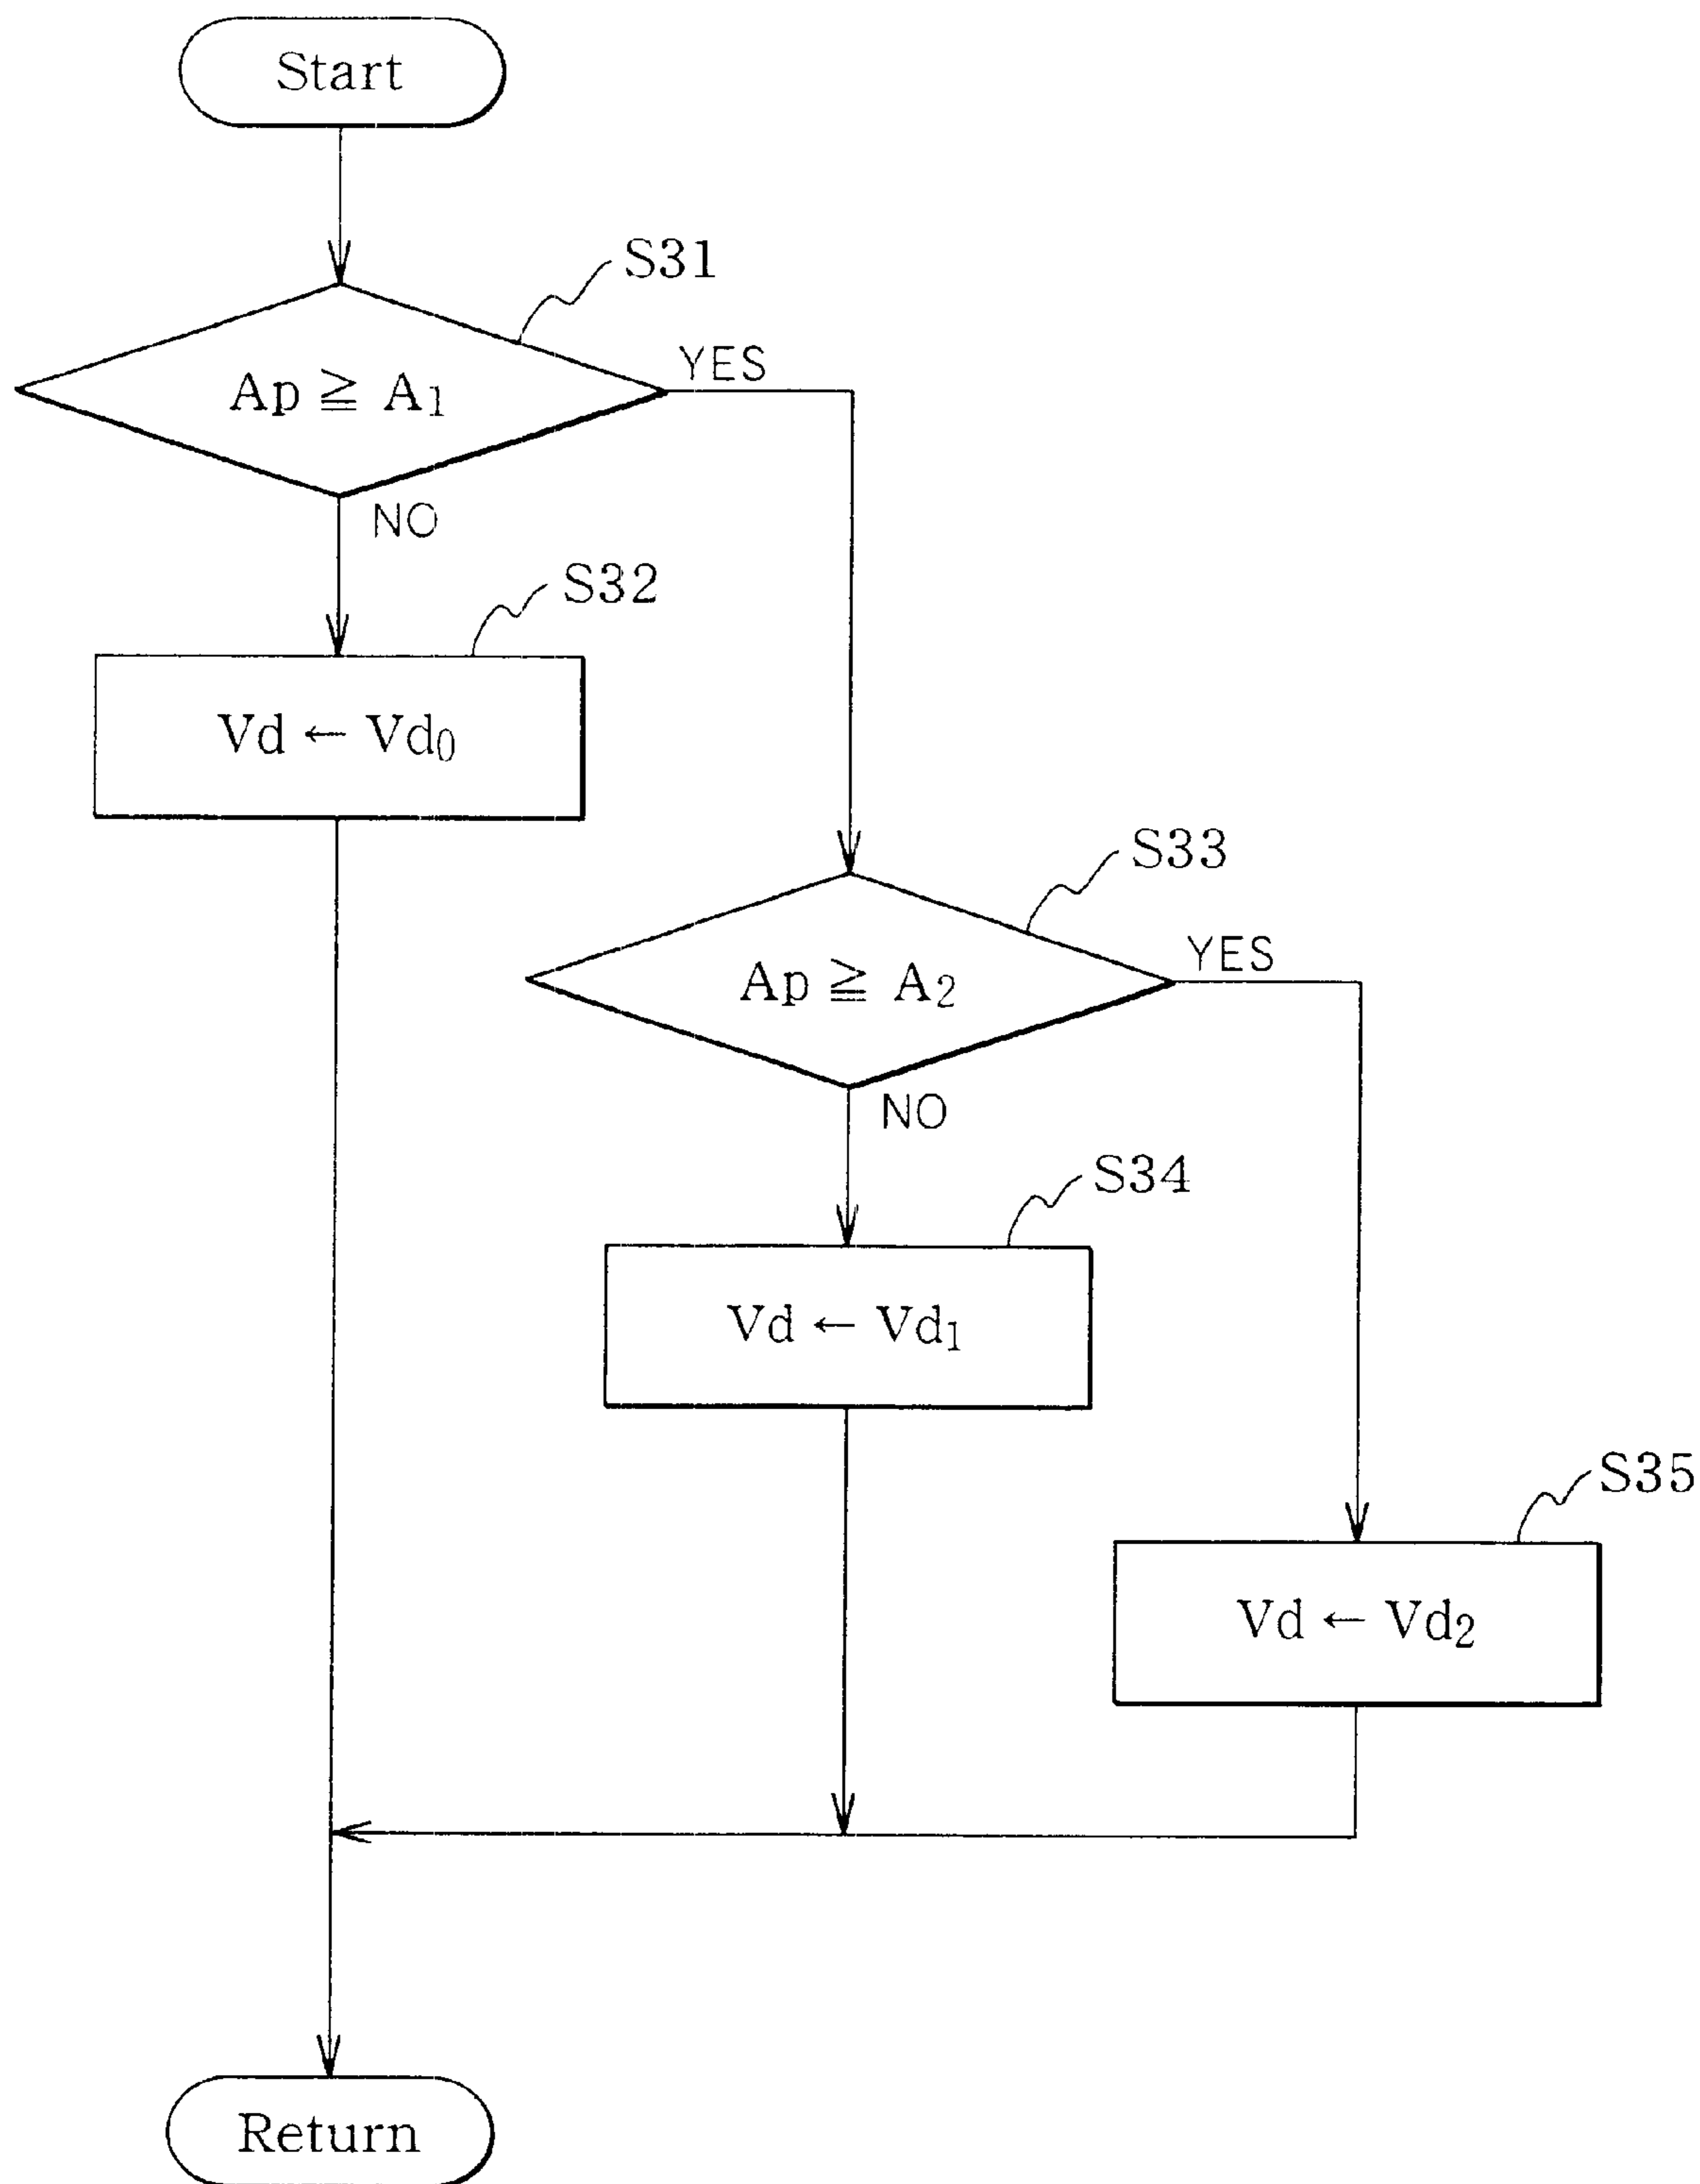 Start
S31
Ap ≧ A₁
YES
NO
S32
Vd ← Vd₀
S33
Ap ≧ A₂
YES
NO
S34
Vd ← Vd₁
S35
Vd ← Vd₂
Return